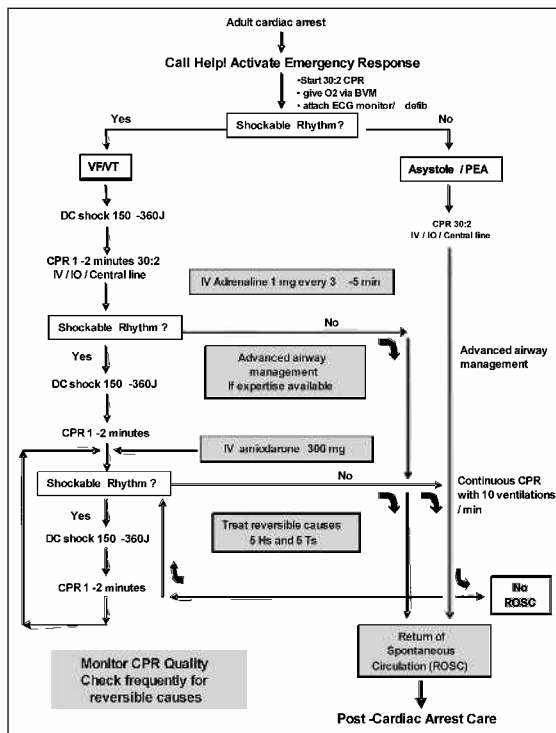 Adult cardiac arrest
Call Help! Activate Emergency Response
•Start 30:2 CPR
• give O2 via BVM
• attach ECG monitor/ defib
Yes
Shockable Rhythm?
No
VF/VT
Asystole / PEA
DC shock 150 -360J
CPR 30:2
IV / IO / Central line
CPR 1 -2 minutes 30:2
IV / IO / Central line
IV Adrenaline 1 mg every 3 -5 min
Shockable Rhythm ?
No
Yes
Advanced airway
management
If expertise available
Advanced airway
management
DC shock 150 -360J
CPR 1 -2 minutes
IV amiodarone 300 mg
Shockable Rhythm ?
No
Continuous CPR
with 10 ventilations
/ min
Yes
Treat reversible causes
5 Hs and 5 Ts
DC shock 150 -360J
CPR 1 -2 minutes
No
ROSC
Monitor CPR Quality
Check frequently for
reversible causes
Return of
Spontaneous
Circulation (ROSC)
Post -Cardiac Arrest Care